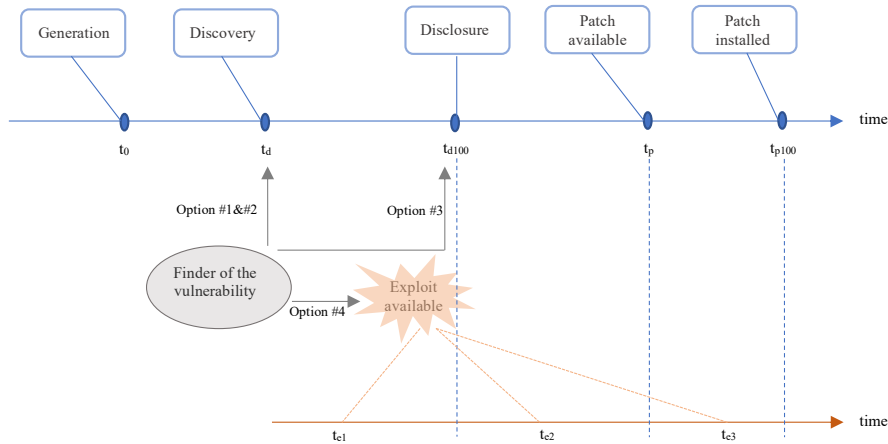 Generation
Discovery
Disclosure
Patch
available
Patch
installed
time
t0
td
td100
tp
tp100
Option #1&#2
Option #3
Finder of the
vulnerability
Exploit
available
Option #4
time
te1
te2
te3